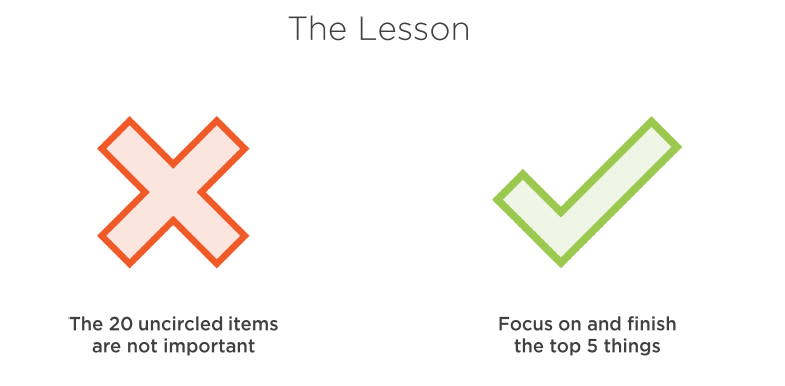 The Lesson
The 20 uncircled items
are not important
Focus on and finish
the top 5 things